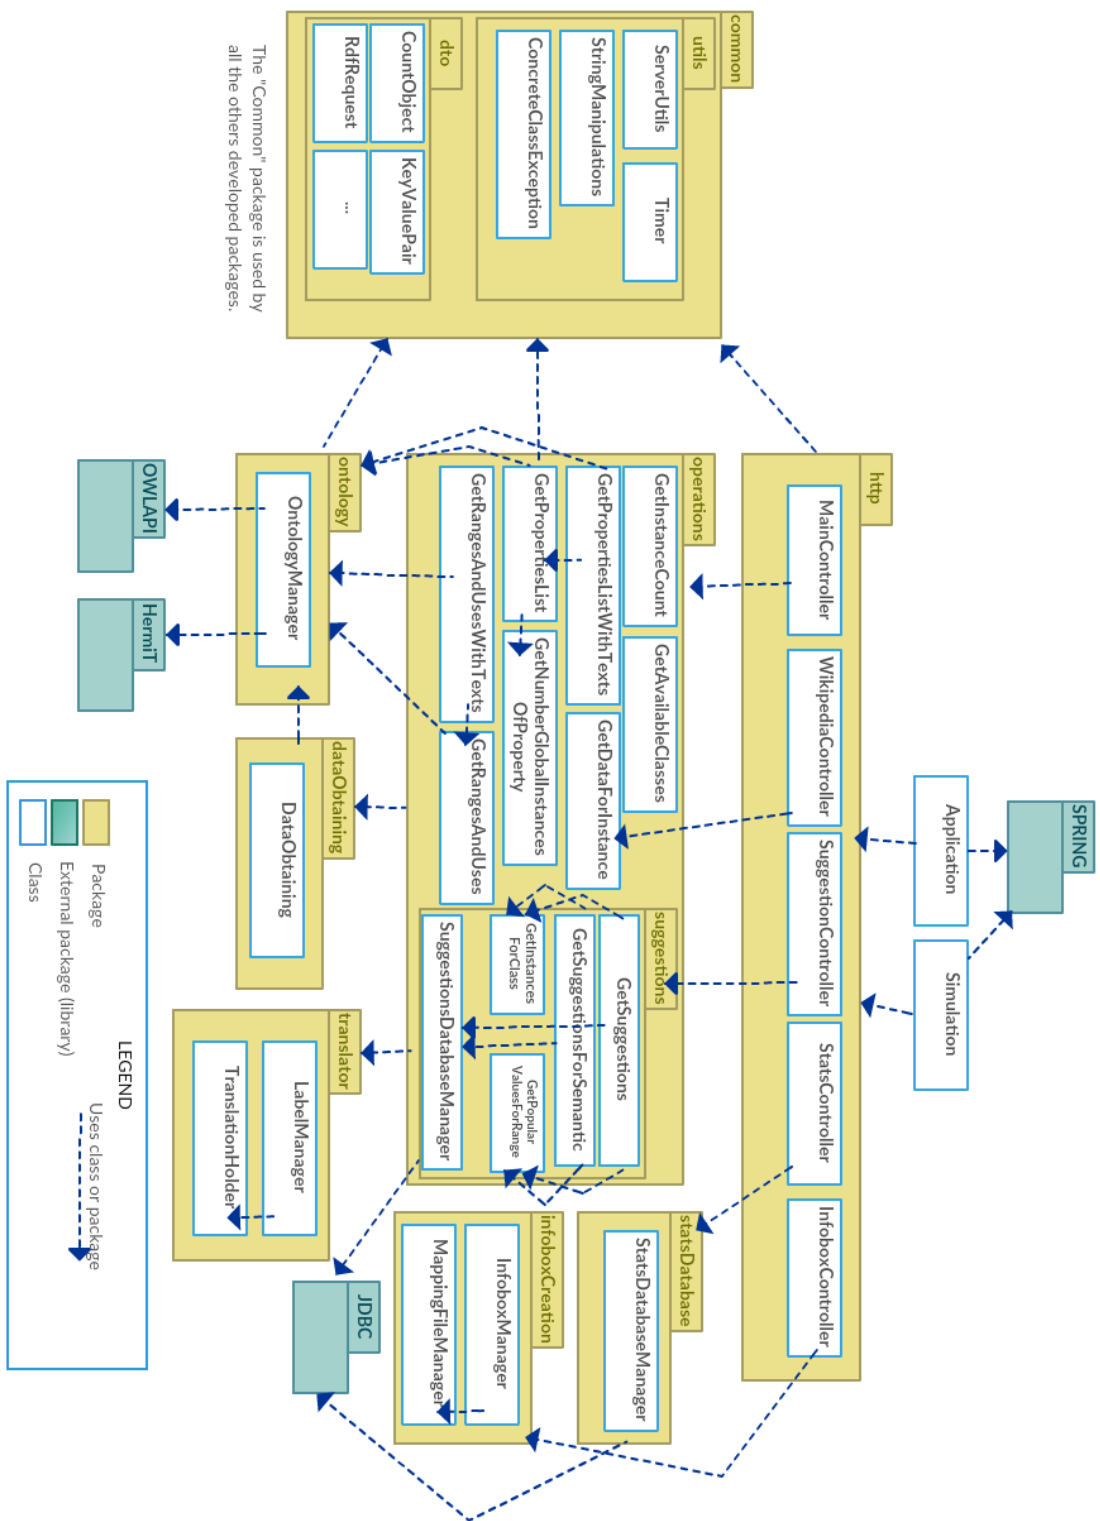 SPRING
Application
Simulation
http
MainController
WikipediaController
SuggestionController
StatsController
InfoboxController
common
utils
ServerUtils
Timer
StringManipulations
ConcreteClassException
dto
CountObject
KeyValuePair
RdfRequest
...
The "Common" package is used by
all the others developed packages.
operations
GetInstanceCount
GetAvailableClasses
GetPropertiesListWithTexts
GetDataForInstance
GetPropertiesList
GetNumberGlobalInstances
OfProperty
GetRangesAndUsesWithTexts
GetRangesAndUses
suggestions
GetSuggestions
GetSuggestionsForSemantic
GetInstances
ForClass
GetPopular
ValuesForRange
SuggestionsDatabaseManager
statsDatabase
StatsDatabaseManager
infoboxCreation
InfoboxManager
MappingFileManager
ontology
OntologyManager
dataObtaining
DataObtaining
translator
LabelManager
TranslationHolder
JDBC
OWLAPI
HermiT
LEGEND
Package
External package (library)
Class
Uses class or package